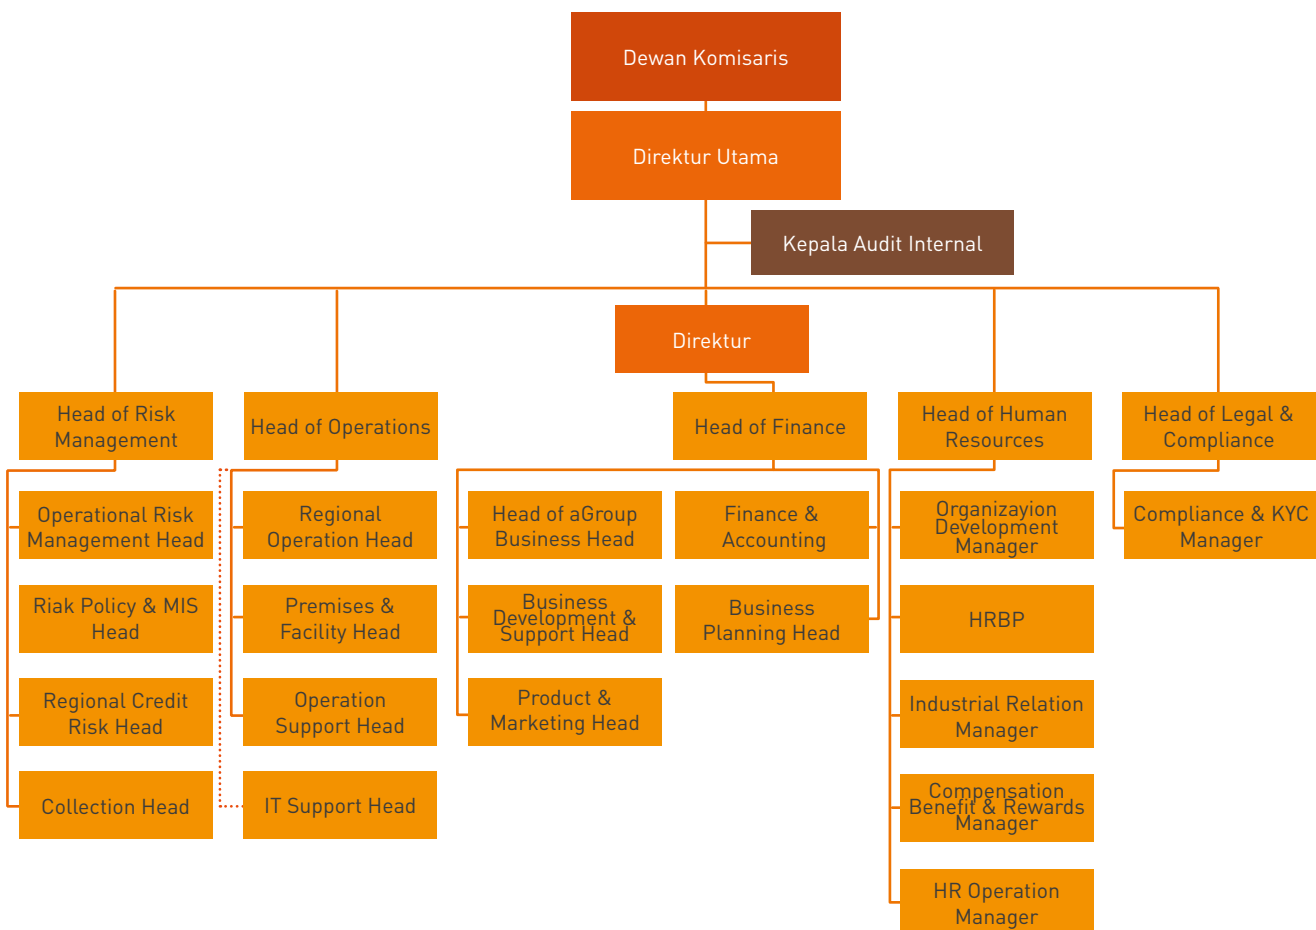 Dewan Komisaris
Direktur Utama
Kepala Audit Internal
Direktur
Head of Risk
Management
Head of Operations
Head of Finance
Head of Human
Resources
Head of Legal &
Compliance
Operational Risk
Management Head
Riak Policy & MIS
Head
Regional Credit
Risk Head
Collection Head
Regional
Operation Head
Premises &
Facility Head
Operation
Support Head
IT Support Head
Head of aGroup
Business Head
Business
Development &
Support Head
Product &
Marketing Head
Finance &
Accounting
Business
Planning Head
Organizayion
Development
Manager
HRBP
Industrial Relation
Manager
Compensation
Benefit & Rewards
Manager
HR Operation
Manager
Compliance & KYC
Manager